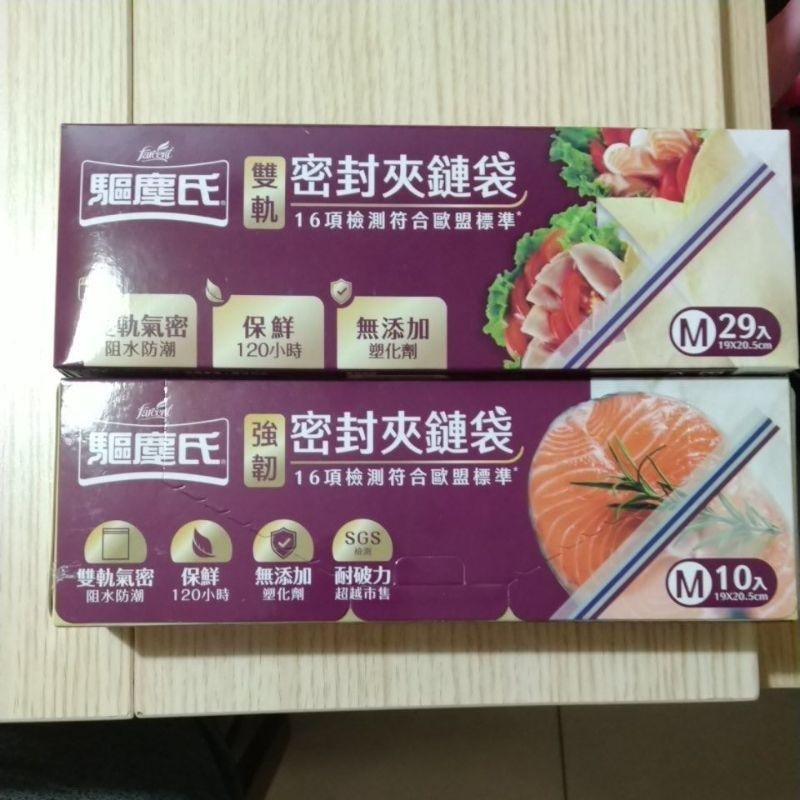 farcent
驅塵氏
雙軌
密封夾鏈袋
16項檢測符合歐盟標準*
雙軌氣密
阻水防潮
保鮮
120小時
無添加
塑化劑
M 29入
19X20.5cm
farcent
驅塵氏
強韌
密封夾鏈袋
16項檢測符合歐盟標準*
雙軌氣密
阻水防潮
保鮮
120小時
無添加
塑化劑
SGS
檢測
耐破力
超越市售
M 10入
19X20.5cm